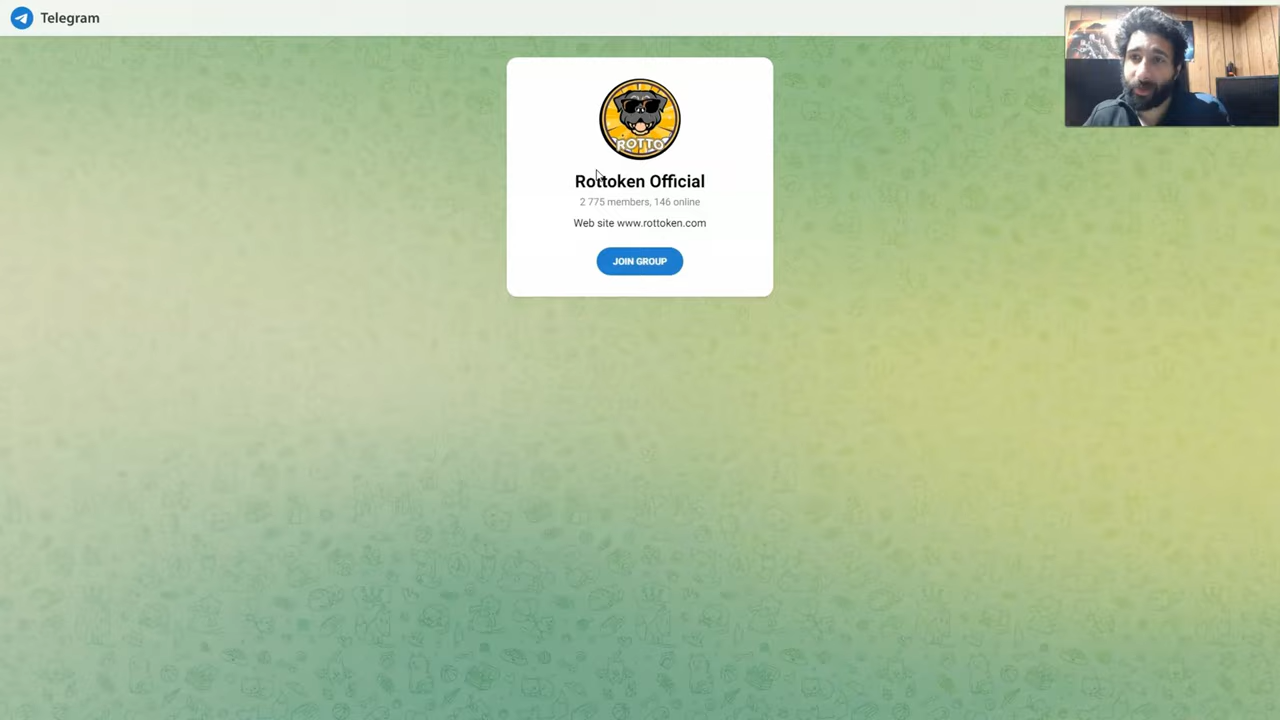 Telegram
ROTTO
Rottoken Official
2 775 members, 146 online
Web site www.rottoken.com
JOIN GROUP